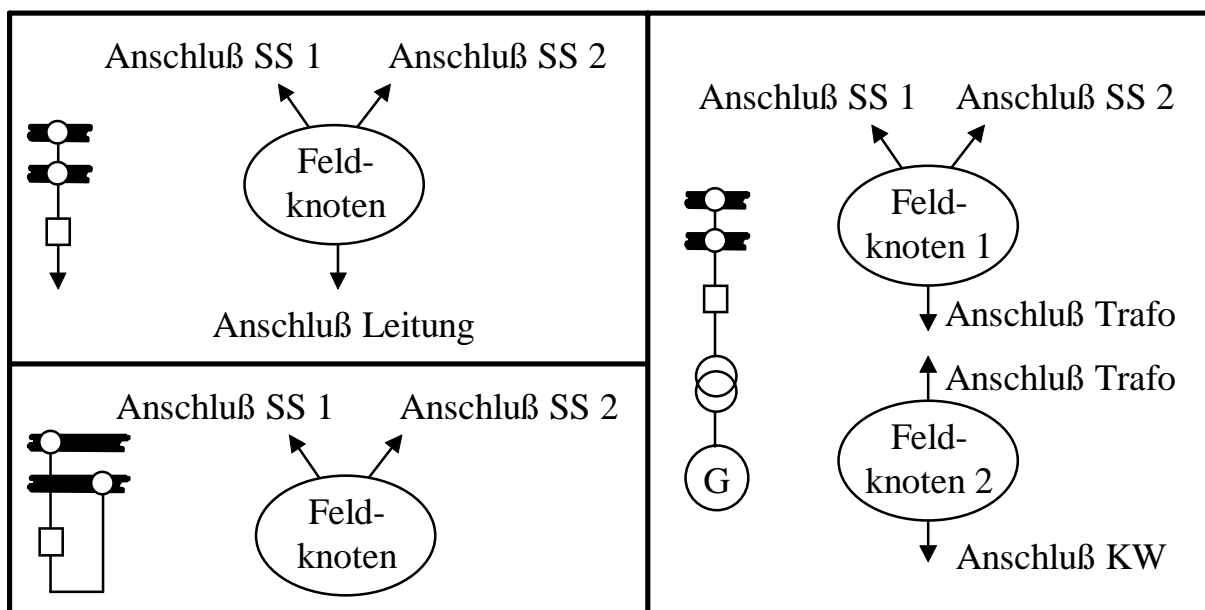 Anschluß SS 1
Anschluß SS 2
Feld-
knoten
Anschluß Leitung
Anschluß SS 1
Anschluß SS 2
Feld-
knoten
Anschluß SS 1
Anschluß SS 2
Feld-
knoten 1
Anschluß Trafo
Anschluß Trafo
Feld-
knoten 2
G
Anschluß KW